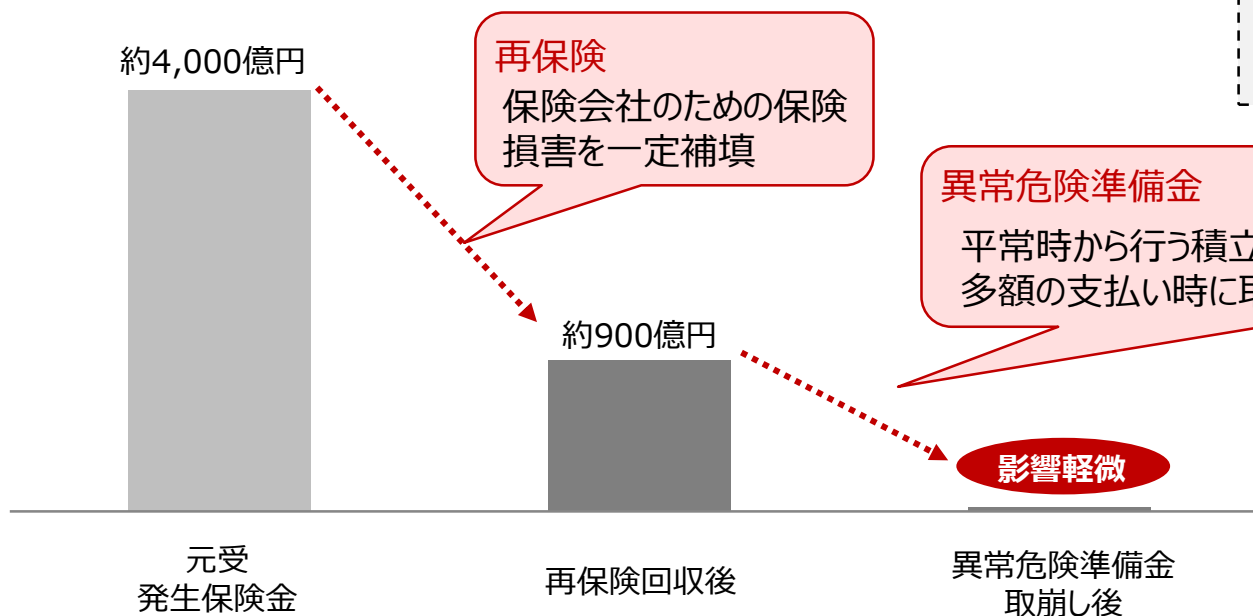 約4,000億円
再保険
保険会社のための保険
損害を一定補填
異常危険準備金
平常時から行う積立
多額の支払い時に
約900億円
影響軽微
元受
発生保険金
再保険回収後
異常危険準備金
取崩し後